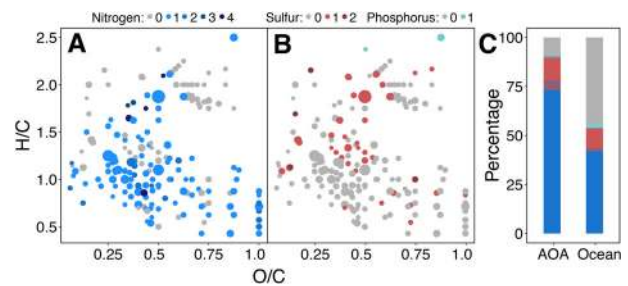 Nitrogen: 0 1 2 3 4 Sulfur: 0 1 2 Phosphorus: 0 1
A B C
2.5
2.0
1.5
1.0
0.5
H/C
0.25 0.50 0.75 1.0
0.25 0.50 0.75 1.0
O/C
Percentage
100
75
50
25
0
AOA Ocean